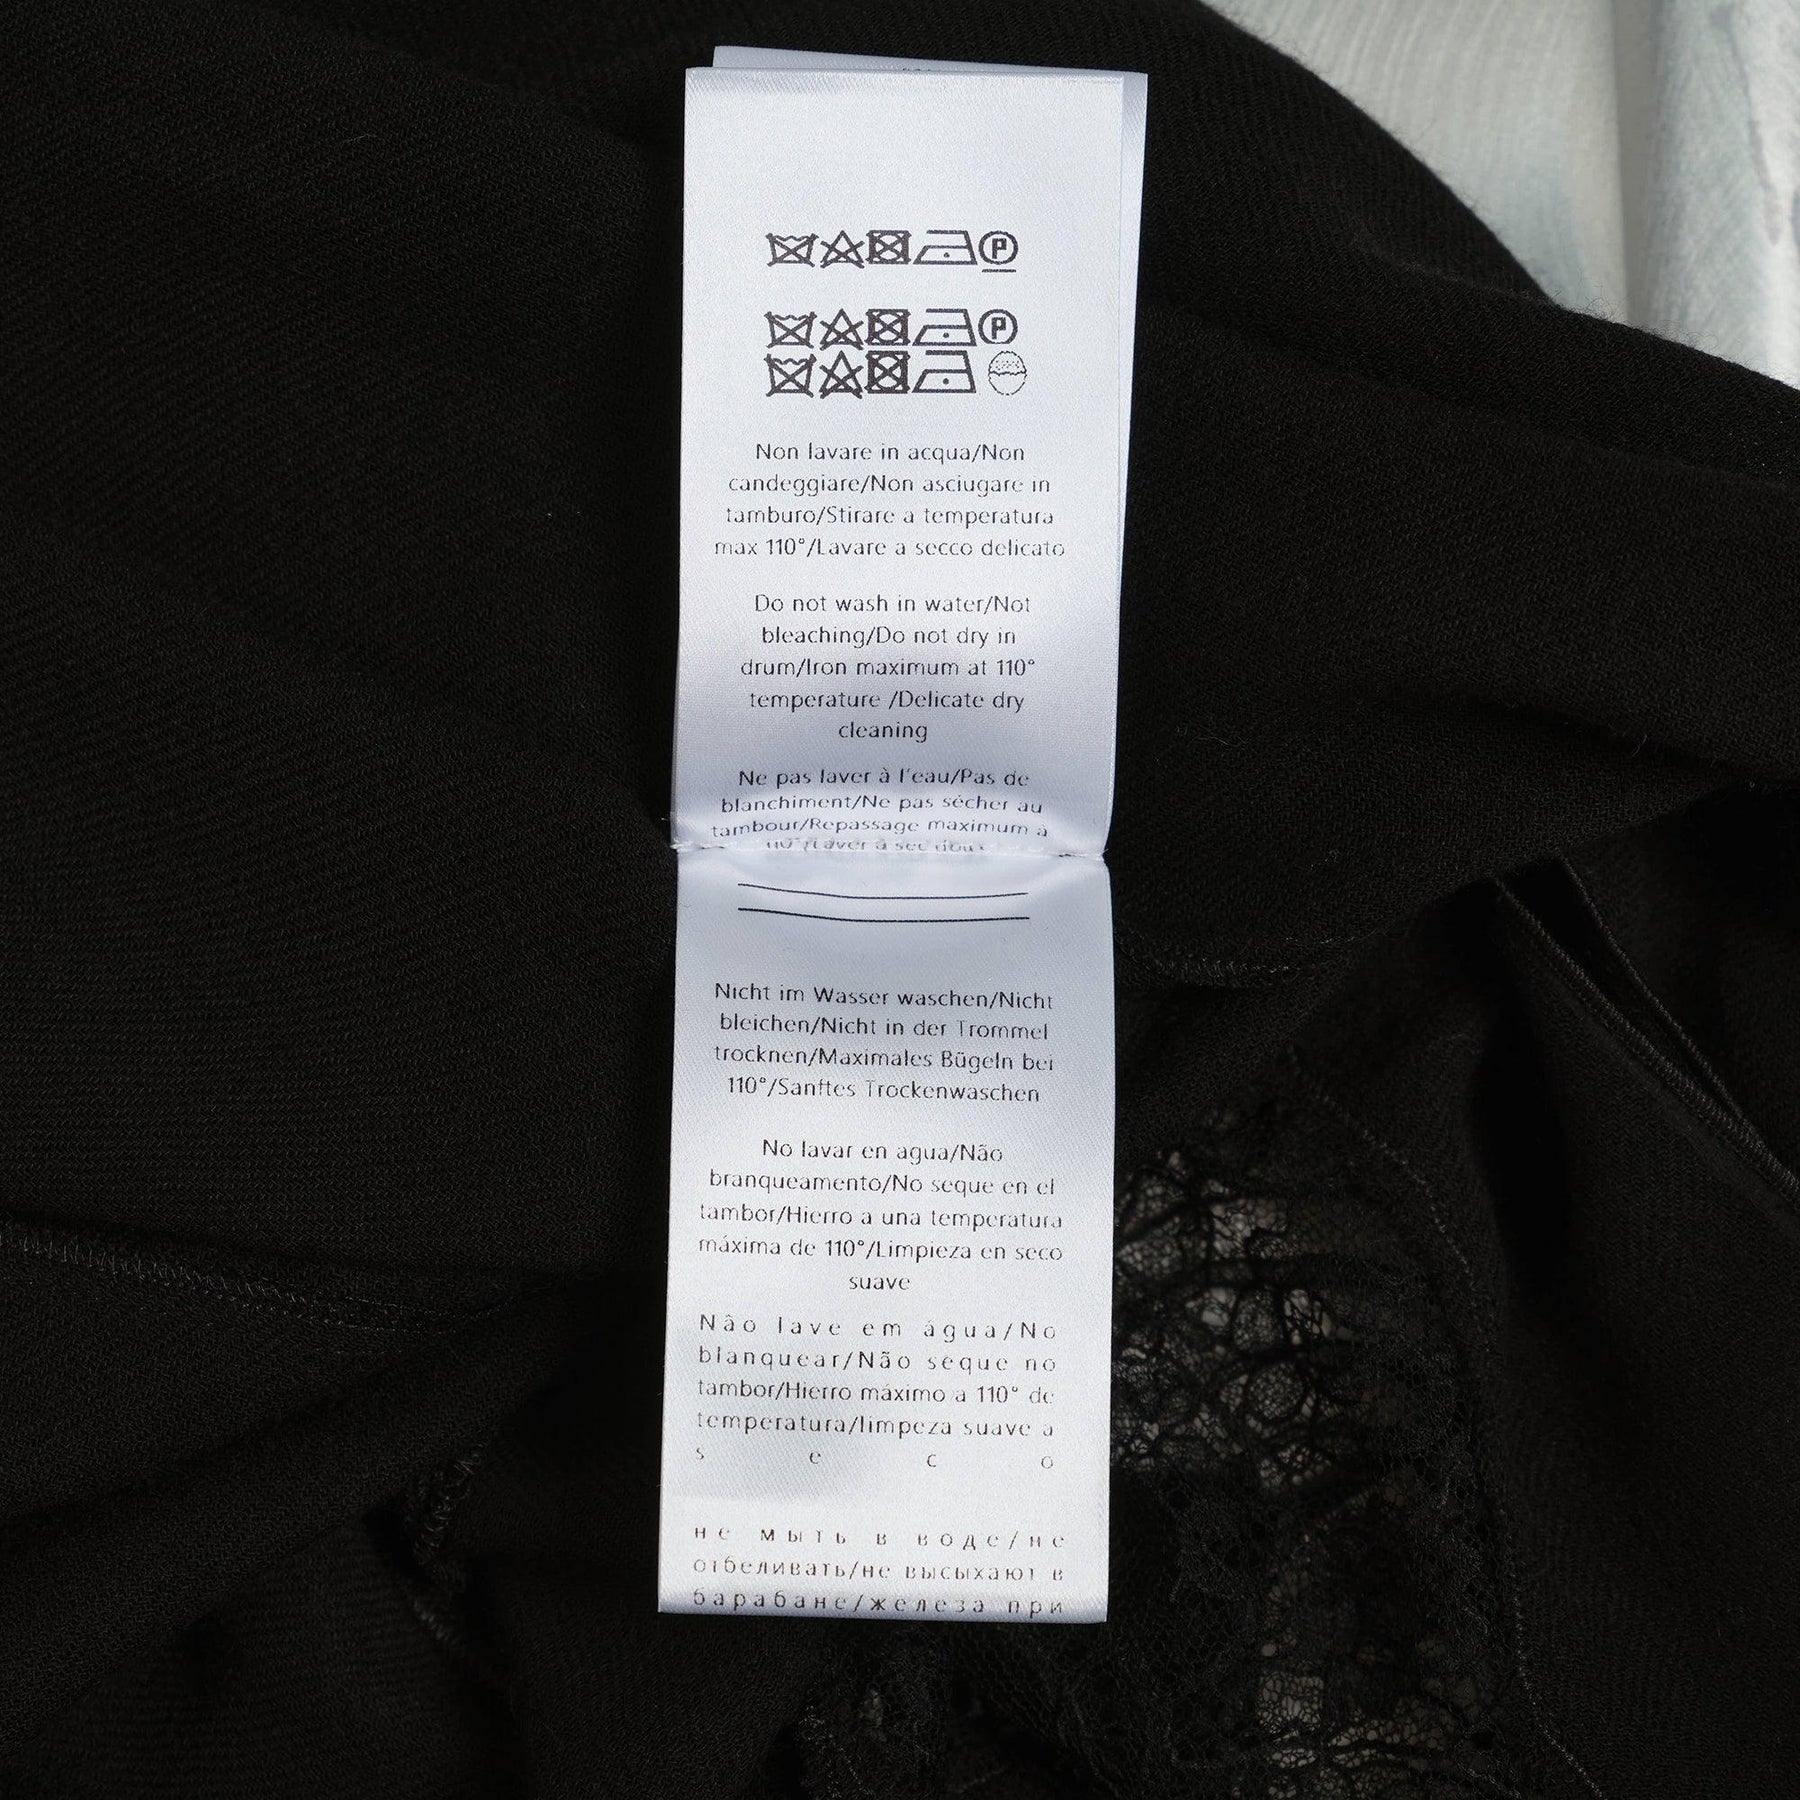 P
P
Non lavare in acqua/Non
candeggiare/Non asciugare in
tamburo/Stirare a temperatura
max 110°/Lavare a secco delicato
Do not wash in water/Not
bleaching/Do not dry in
drum/Iron maximum at 110°
temperature /Delicate dry
cleaning
Ne pas laver à l'eau/Pas de
blanchiment/Ne pas sécher au
tambour/Repassage maximum à
110°/Laver à sec doux
Nicht im Wasser waschen/Nicht
bleichen/Nicht in der Trommel
trocknen/Maximales Bügeln bei
110°/Sanftes Trockenwaschen
No lavar en agua/Não
branqueamento/No seque en el
tambor/Hierro a una temperatura
máxima de 110°/Limpieza en seco
suave
Não lave em água/No
blanquear/Não seque no
tambor/Hierro máximo a 110° de
temperatura/limpeza suave a
seco
не мыть в воде/не
отбеливать/не высыхают в
барабане/железа при